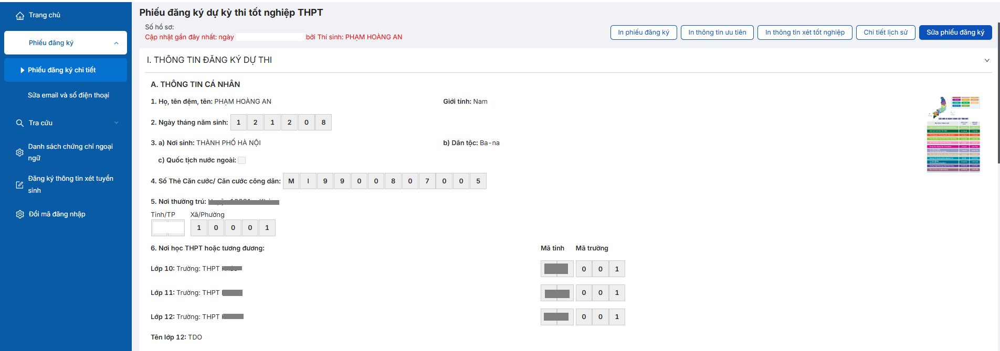 Trang chủ
Phiếu đăng ký
Phiếu đăng ký chi tiết
Sửa email và số điện thoại
Tra cứu
Danh sách chứng chỉ ngoại
ngữ
Đăng ký thông tin xét tuyển
sinh
Đổi mã đăng nhập
Phiếu đăng ký dự kỳ thi tốt nghiệp THPT
Số hồ sơ:
Cập nhật gần đây nhất: ngày bởi Thí sinh: PHẠM HOÀNG AN
In phiếu đăng ký
In thông tin ưu tiên
In thông tin xét tốt nghiệp
Chi tiết lịch sử
Sửa phiếu đăng ký
I. THÔNG TIN ĐĂNG KÝ DỰ THI
A. THÔNG TIN CÁ NHÂN
1. Họ, tên đệm, tên: PHẠM HOÀNG AN
Giới tính: Nam
2. Ngày tháng năm sinh: 1 2 1 2 0 8
3. a) Nơi sinh: THÀNH PHỐ HÀ NỘI
b) Dân tộc: Ba-na
c) Quốc tịch nước ngoài:
4. Số Thẻ Căn cước/ Căn cước công dân: M I 9 9 0 0 8 0 7 0 0 5
5. Nơi thường trú:
Tỉnh/TP Xã/Phường
1 0 0 0 1
6. Nơi học THPT hoặc tương đương:
Mã tỉnh Mã trường
Lớp 10: Trường: THPT
0 0 1
Lớp 11: Trường: THPT
0 0 1
Lớp 12: Trường: THPT
0 0 1
Tên lớp 12: TDO